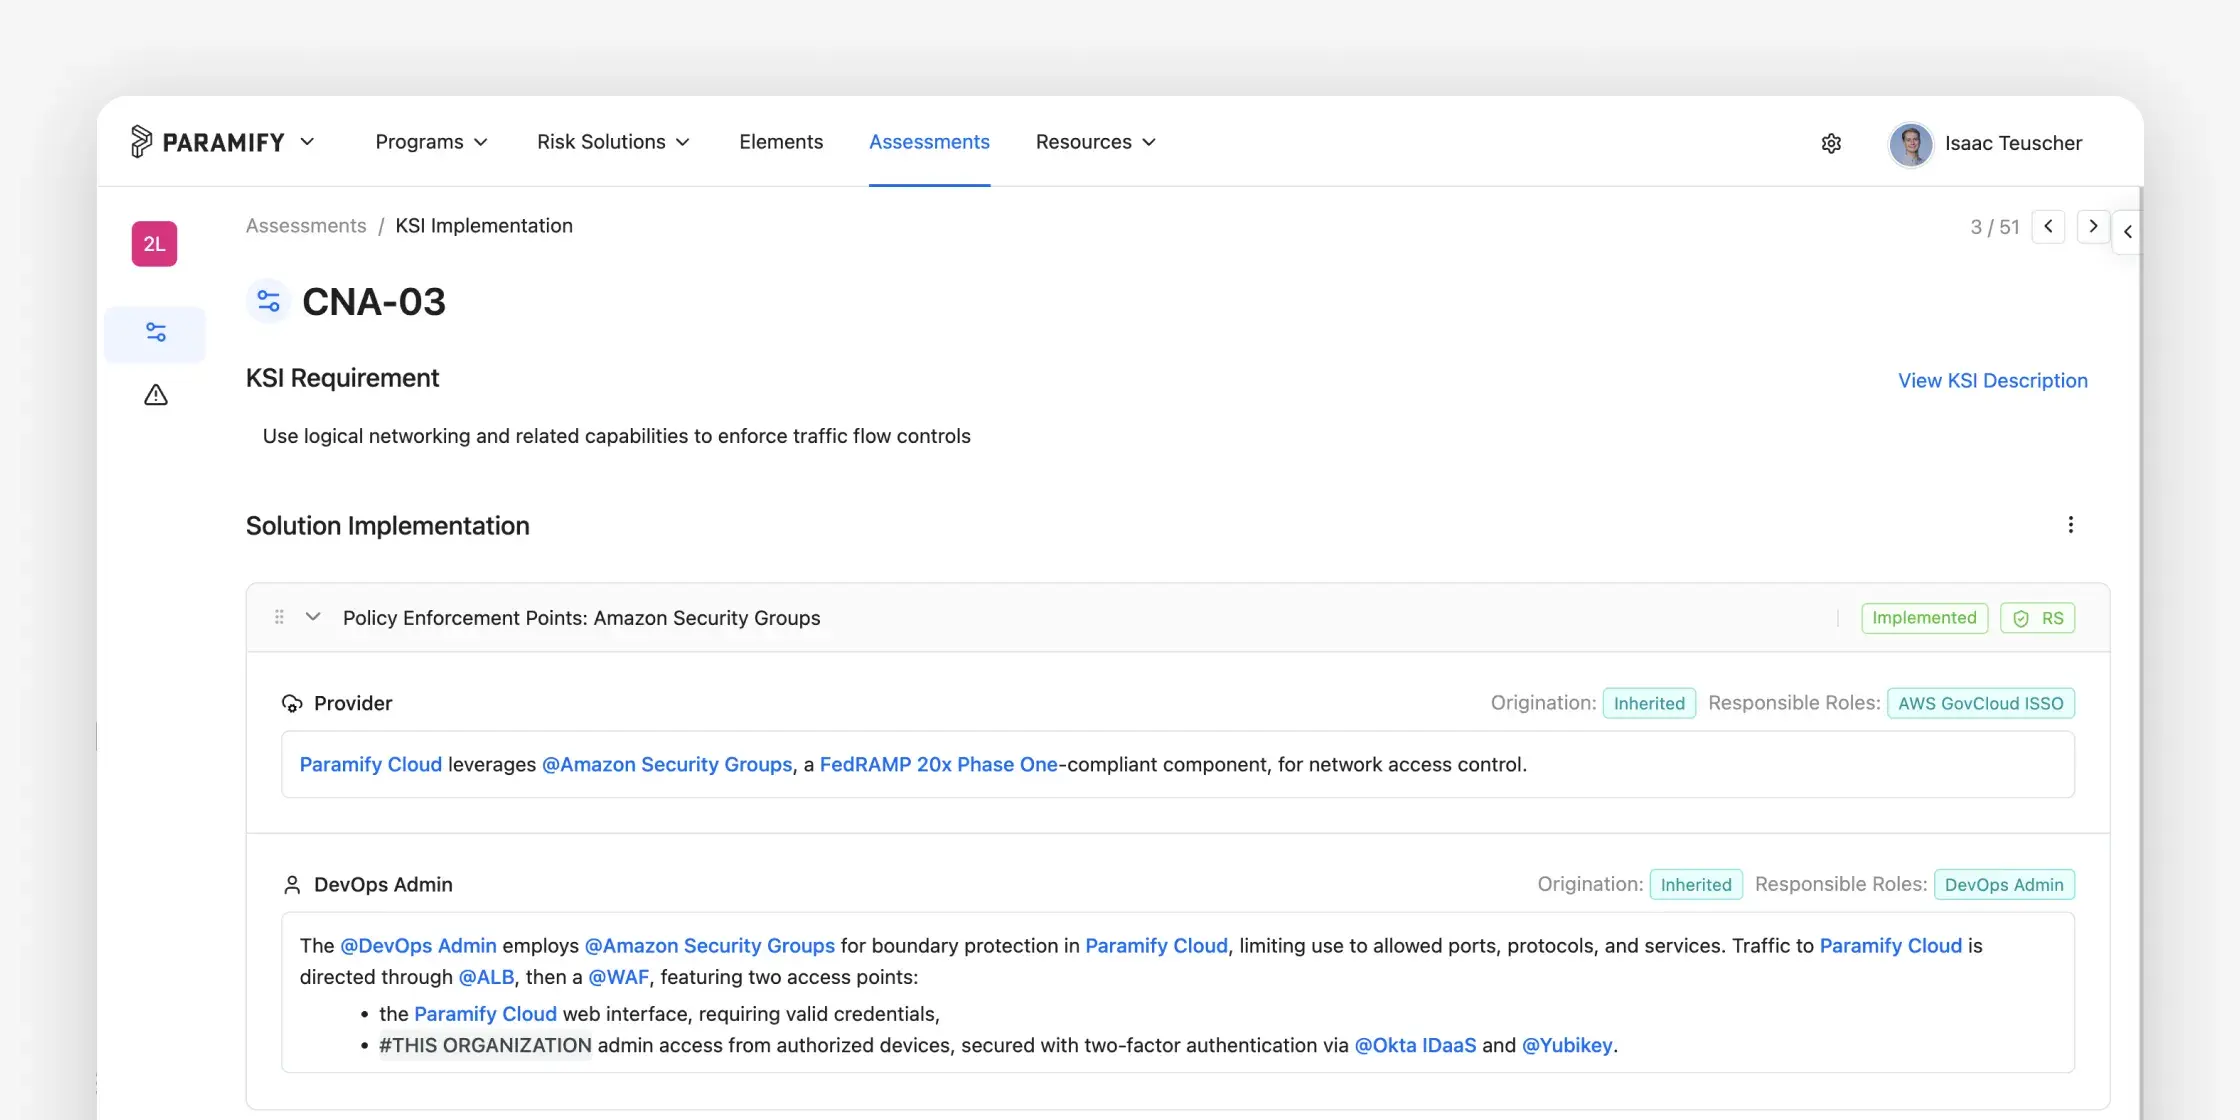 PARAMIFY Programs Risk Solutions Elements Assessments Resources Isaac Teuscher
2L
Assessments / KSI Implementation 3 / 51
CNA-03
KSI Requirement View KSI Description
Use logical networking and related capabilities to enforce traffic flow controls
Solution Implementation
Policy Enforcement Points: Amazon Security Groups Implemented RS
Provider Origination: Inherited Responsible Roles: AWS GovCloud ISSO
Paramify Cloud leverages @Amazon Security Groups, a FedRAMP 20x Phase One-compliant component, for network access control.
DevOps Admin Origination: Inherited Responsible Roles: DevOps Admin
The @DevOps Admin employs @Amazon Security Groups for boundary protection in Paramify Cloud, limiting use to allowed ports, protocols, and services. Traffic to Paramify Cloud is
directed through @ALB, then a @WAF, featuring two access points:
• the Paramify Cloud web interface, requiring valid credentials,
• #THIS ORGANIZATION admin access from authorized devices, secured with two-factor authentication via @Okta IDaaS and @Yubikey.